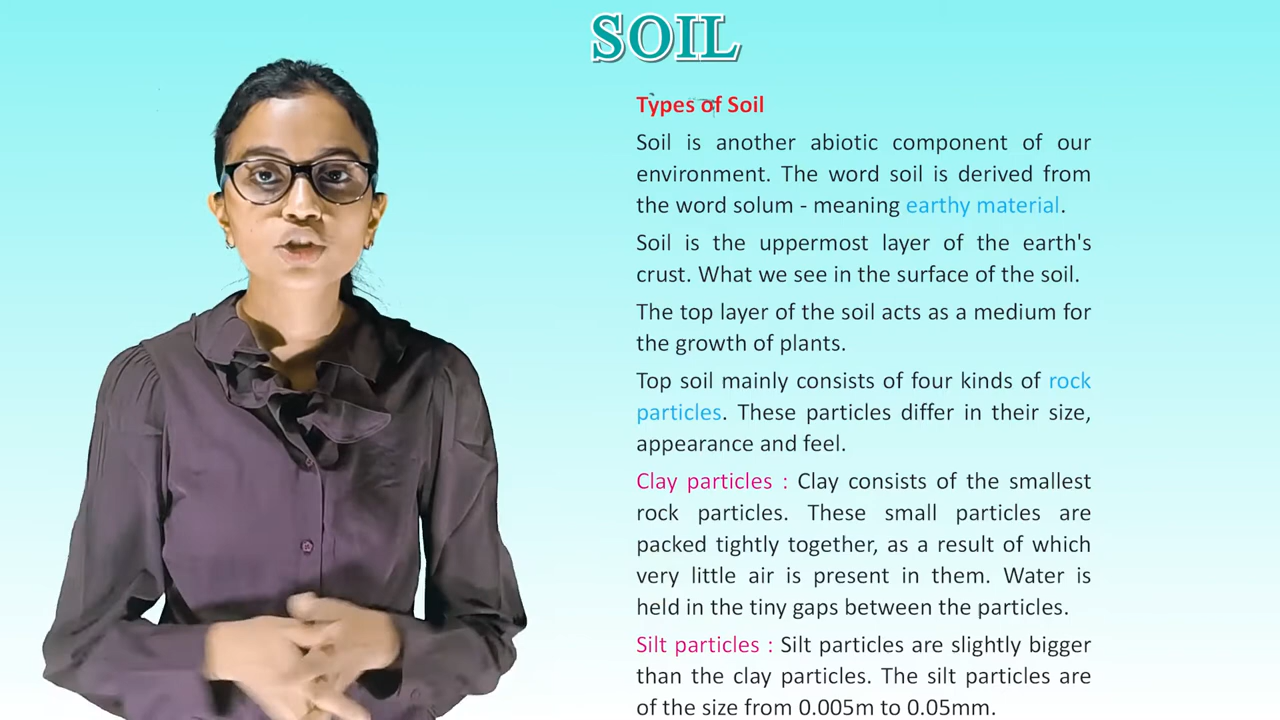 SOIL
Types of Soil
Soil is another abiotic component of our
environment. The word soil is derived from
the word solum - meaning earthy material.
Soil is the uppermost layer of the earth's
crust. What we see in the surface of the soil.
The top layer of the soil acts as a medium for
the growth of plants.
Top soil mainly consists of four kinds of rock
particles. These particles differ in their size,
appearance and feel.
Clay particles : Clay consists of the smallest
rock particles. These small particles are
packed tightly together, as a result of which
very little air is present in them. Water is
held in the tiny gaps between the particles.
Silt particles : Silt particles are slightly bigger
than the clay particles. The silt particles are
of the size from 0.005m to 0.05mm.